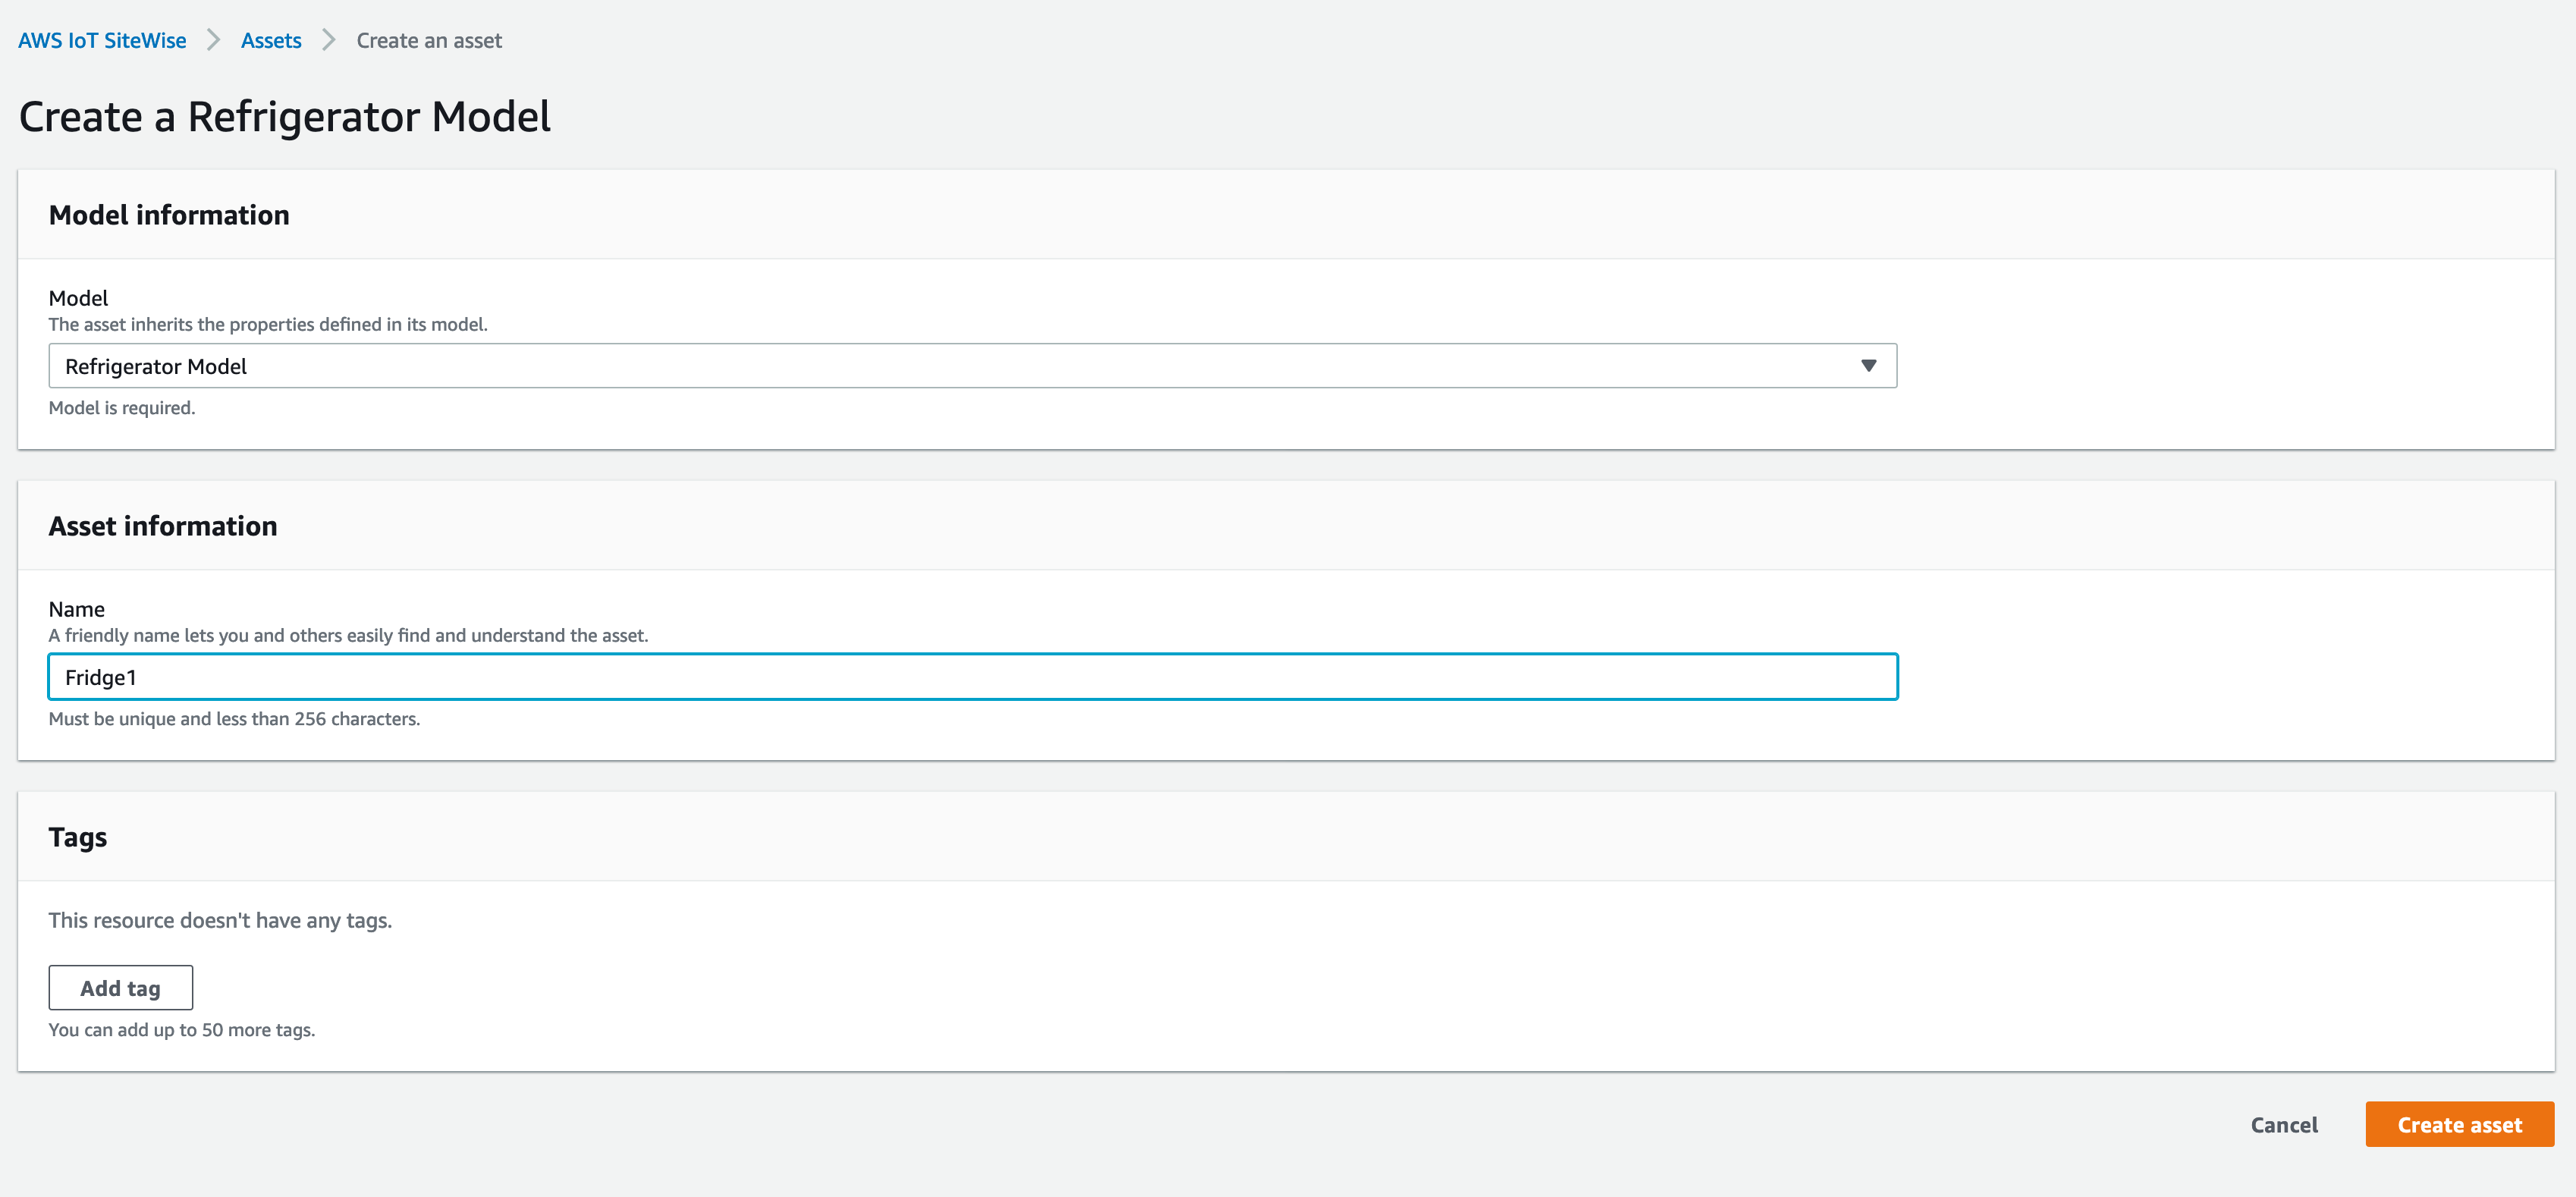 AWS IoT SiteWise > Assets > Create an asset
Create a Refrigerator Model
Model information
Model
The asset inherits the properties defined in its model.
Refrigerator Model
Model is required.
Asset information
Name
A friendly name lets you and others easily find and understand the asset.
Fridge1
Must be unique and less than 256 characters.
Tags
This resource doesn't have any tags.
Add tag
You can add up to 50 more tags.
Cancel Create asset